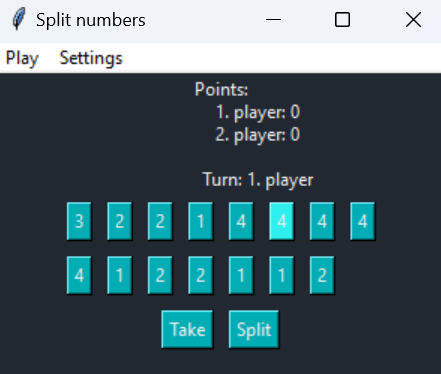 Split numbers
Play Settings
Points:
1. player: 0
2. player: 0
Turn: 1. player
3 2 2 1 4 4 4 4
4 1 2 2 1 1 2
Take Split